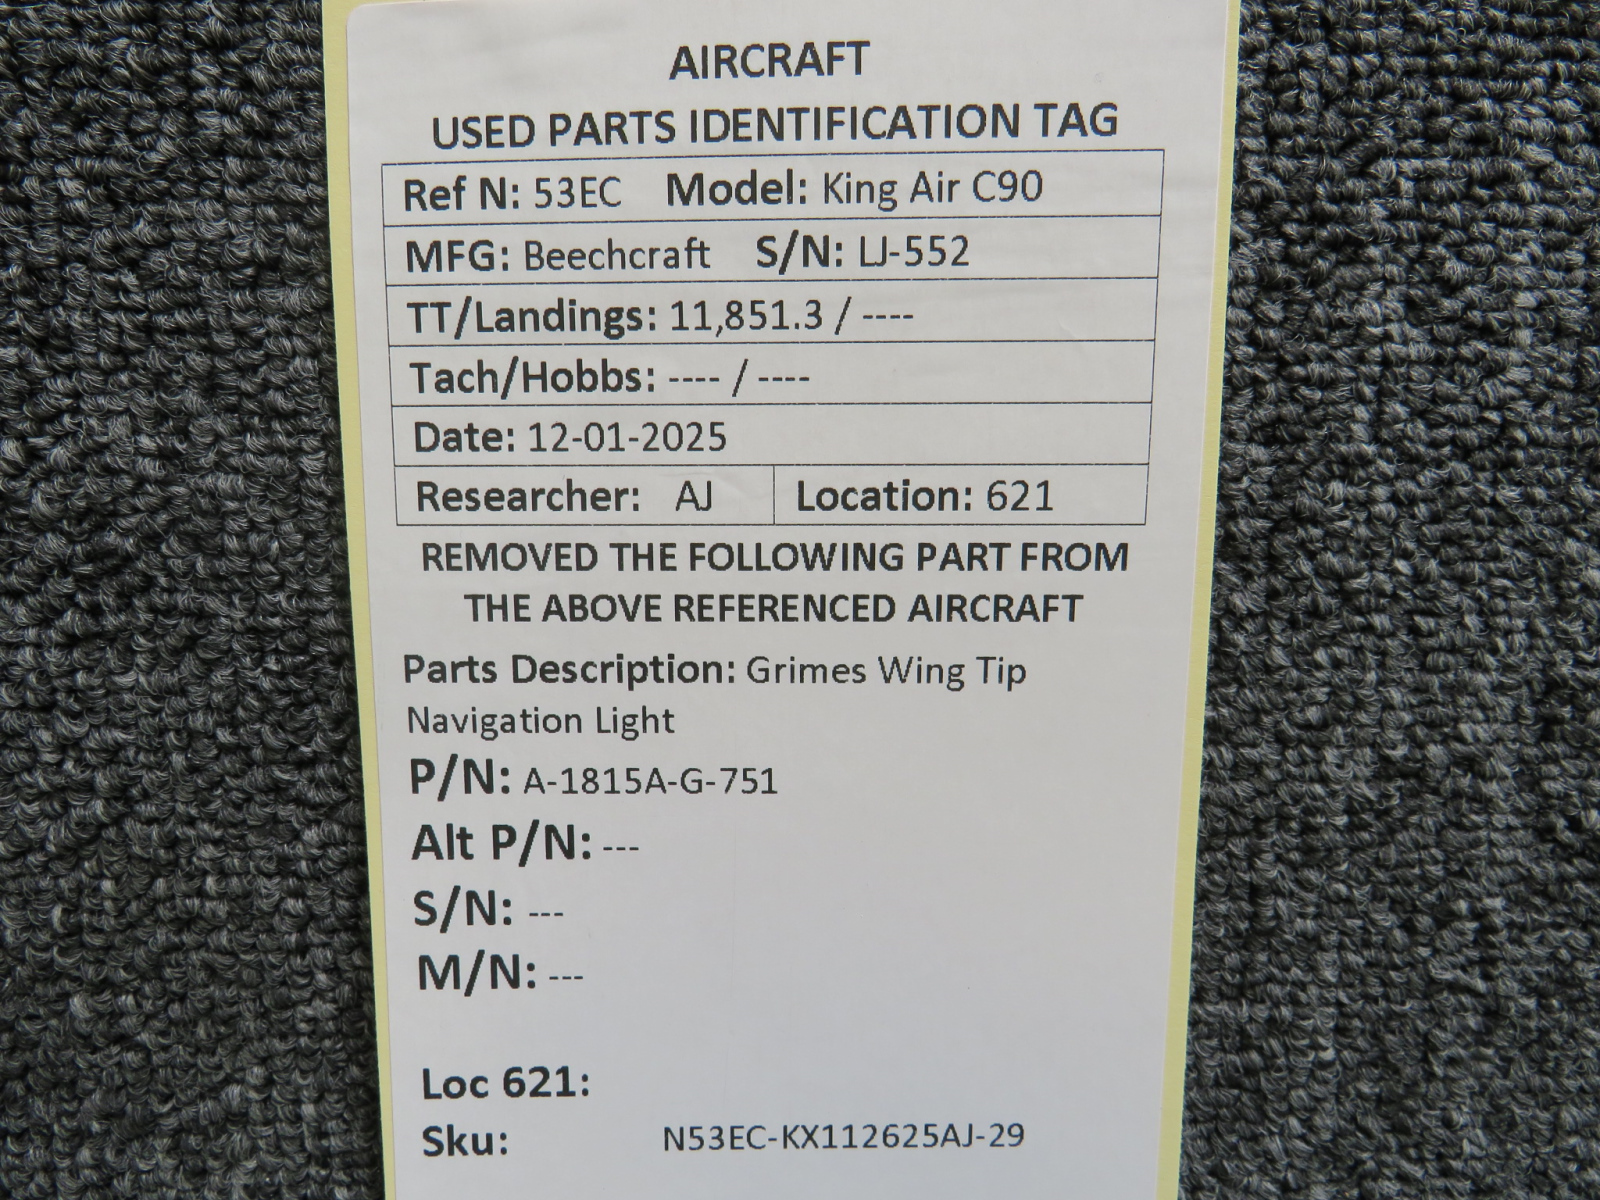 AIRCRAFT
USED PARTS IDENTIFICATION TAG
Ref N: 53EC Model: King Air C90
MFG: Beechcraft S/N: LJ-552
TT/Landings: 11,851.3 / ----
Tach/Hobbs: ---- / ----
Date: 12-01-2025
Researcher: AJ Location: 621
REMOVED THE FOLLOWING PART FROM
THE ABOVE REFERENCED AIRCRAFT
Parts Description: Grimes Wing Tip
Navigation Light
P/N: A-1815A-G-751
Alt P/N: ---
S/N: ---
M/N: ---
Loc 621:
Sku: N53EC-KX112625AJ-29